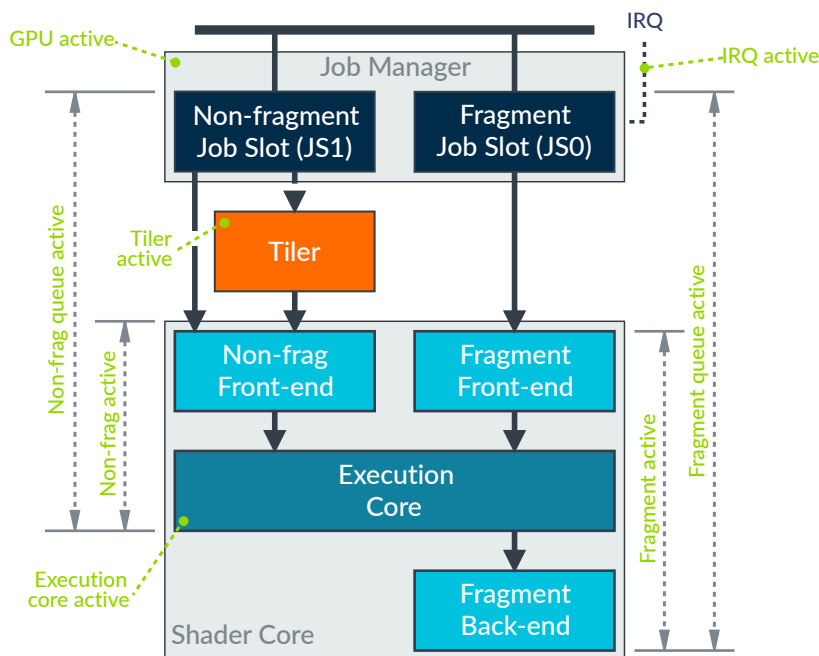 IRQ
GPU active
IRQ active
Job Manager
Non-fragment
Job Slot (JS1)
Fragment
Job Slot (JS0)
Tiler
active
Tiler
Non-frag queue active
Non-frag active
Fragment queue active
Fragment active
Non-frag
Front-end
Fragment
Front-end
Execution
Core
Execution
core active
Fragment
Back-end
Shader Core